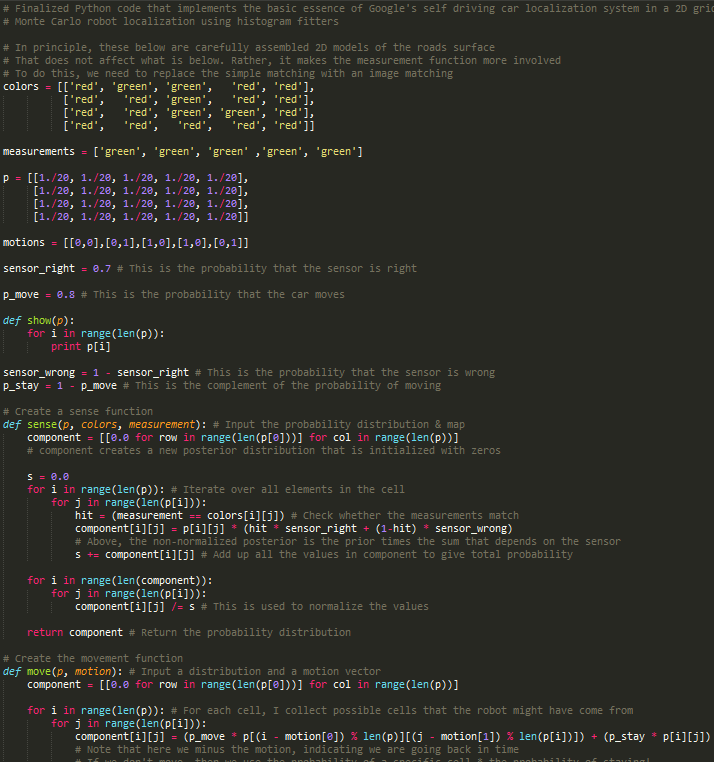 # Finalized Python code that implements the basic essence of Google's self driving car localization system in a 2D grid
# Monte Carlo robot localization using histogram fitters

# In principle, these below are carefully assembled 2D models of the roads surface
# That does not affect what is below. Rather, it makes the measurement function more involved
# To do this, we need to replace the simple matching with an image matching
colors = [['red', 'green', 'green',   'red', 'red'],
          ['red',   'red', 'green',   'red', 'red'],
          ['red',   'red', 'green', 'green', 'red'],
          ['red',   'red',   'red',   'red', 'red']]

measurements = ['green', 'green', 'green' ,'green', 'green']

p = [[1./20, 1./20, 1./20, 1./20, 1./20],
     [1./20, 1./20, 1./20, 1./20, 1./20],
     [1./20, 1./20, 1./20, 1./20, 1./20],
     [1./20, 1./20, 1./20, 1./20, 1./20]]

motions = [[0,0],[0,1],[1,0],[1,0],[0,1]]

sensor_right = 0.7 # This is the probability that the sensor is right

p_move = 0.8 # This is the probability that the car moves

def show(p):
    for i in range(len(p)):
        print p[i]

sensor_wrong = 1 - sensor_right # This is the probability that the sensor is wrong
p_stay = 1 - p_move # This is the complement of the probability of moving

# Create a sense function
def sense(p, colors, measurement): # Input the probability distribution & map
    component = [[0.0 for row in range(len(p[0]))] for col in range(len(p))]
    # component creates a new posterior distribution that is initialized with zeros

    s = 0.0
    for i in range(len(p)): # Iterate over all elements in the cell
        for j in range(len(p[i])):
            hit = (measurement == colors[i][j]) # Check whether the measurements match
            component[i][j] = p[i][j] * (hit * sensor_right + (1-hit) * sensor_wrong)
            # Above, the non-normalized posterior is the prior times the sum that depends on the sensor
            s += component[i][j] # Add up all the values in component to give total probability

    for i in range(len(component)):
        for j in range(len(p[i])):
            component[i][j] /= s # This is used to normalize the values

    return component # Return the probability distribution

# Create the movement function
def move(p, motion): # Input a distribution and a motion vector
    component = [[0.0 for row in range(len(p[0]))] for col in range(len(p))]

    for i in range(len(p)): # For each cell, I collect possible cells that the robot might have come from
        for j in range(len(p[i])):
            component[i][j] = (p_move * p[(i - motion[0]) % len(p)][(j - motion[1]) % len(p[i])]) + (p_stay * p[i][j])
            # Note that here we minus the motion, indicating we are going back in time
            # If we don't move, then we use the probability of a specific cell * the probability of staying!